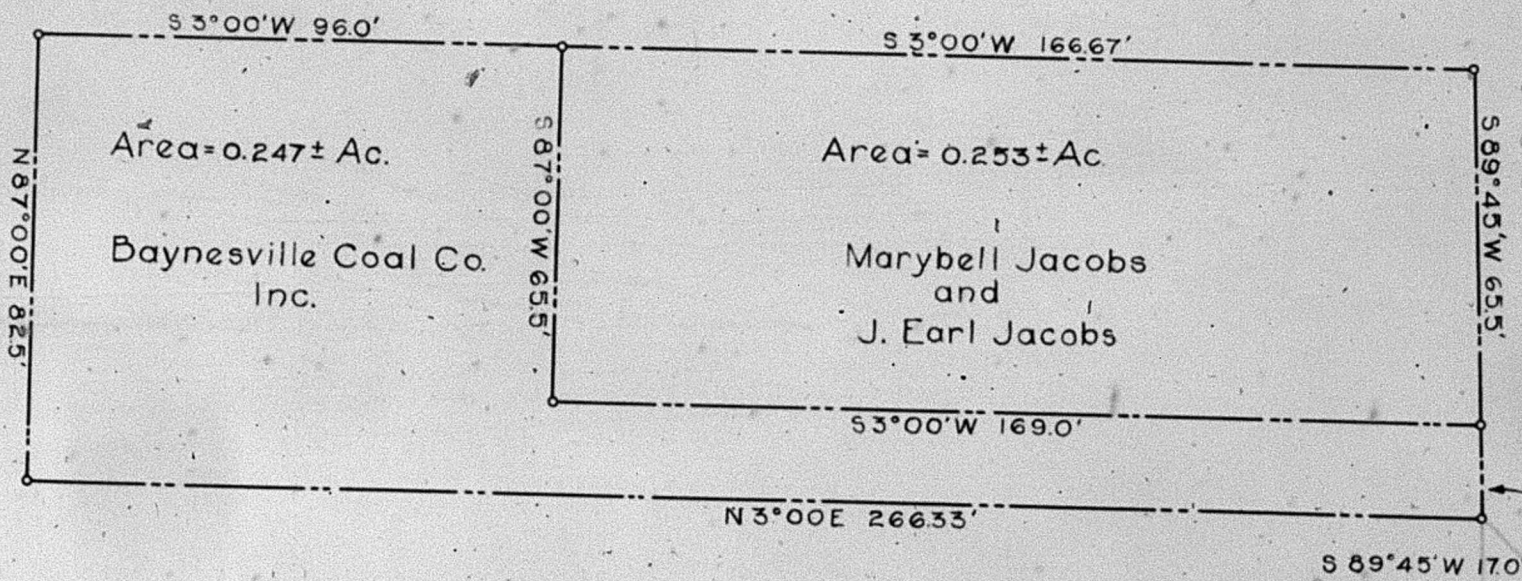 S 3°00'W 96.0'
S 3°00'W 166.67'
N 87°00'E 82.5'
Area = 0.247± Ac.
Baynesville Coal Co.
Inc.
S 87°00'W 65.5'
Area = 0.253± Ac.
Marybell Jacobs
and
J. Earl Jacobs
S 89°45'W 65.5'
S 3°00'W 169.0'
N 3°00E 266.33'
S 89°45'W 17.0